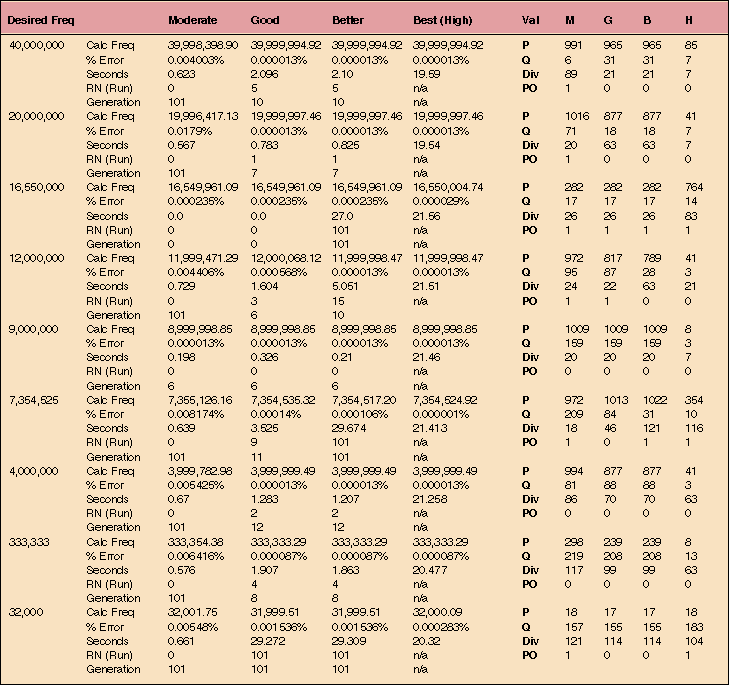 Desired Freq Moderate Good Better Best (High) Val M G B H
40,000,000 Calc Freq 39,998,398.90 39,999,994.92 39,999,994.92 39,999,994.92 P 991 965 965 85
% Error 0.004003% 0.000013% 0.000013% 0.000013% Q 6 31 31 7
Seconds 0.623 2.096 2.10 19.59 Div 89 21 21 7
RN (Run) 0 5 5 n/a PO 1 0 0 0
Generation 101 10 10 n/a
20,000,000 Calc Freq 19,996,417.13 19,999,997.46 19,999,997.46 19,999,997.46 P 1016 877 877 41
% Error 0.0179% 0.000013% 0.000013% 0.000013% Q 71 18 18 7
Seconds 0.567 0.783 0.825 19.54 Div 20 63 63 7
RN (Run) 0 1 1 n/a PO 1 0 0 0
Generation 101 7 7 n/a
16,550,000 Calc Freq 16,549,961.09 16,549,961.09 16,549,961.09 16,550,004.74 P 282 282 282 764
% Error 0.000235% 0.000235% 0.000235% 0.000029% Q 17 17 17 14
Seconds 0.0 0.0 27.0 21.56 Div 26 26 26 83
RN (Run) 0 0 101 n/a PO 1 1 1 1
Generation 0 0 101 n/a
12,000,000 Calc Freq 11,999,471.29 12,000,068.12 11,999,998.47 11,999,998.47 P 972 817 789 41
% Error 0.004406% 0.000568% 0.000013% 0.000013% Q 95 87 28 3
Seconds 0.729 1.604 5.051 21.51 Div 24 22 63 21
RN (Run) 0 3 15 n/a PO 1 1 0 0
Generation 101 6 10
9,000,000 Calc Freq 8,999,998.85 8,999,998.85 8,999,998.85 8,999,998.85 P 1009 1009 1009 8
% Error 0.000013% 0.000013% 0.000013% 0.000013% Q 159 159 159 3
Seconds 0.198 0.326 0.21 21.46 Div 20 20 20 7
RN (Run) 0 0 0 n/a PO 0 0 0 0
Generation 6 6 6 n/a
7,354,525 Calc Freq 7,355,126.16 7,354,535.32 7,354,517.20 7,354,524.92 P 972 1013 1022 354
% Error 0.008174% 0.00014% 0.000106% 0.000001% Q 209 84 31 10
Seconds 0.639 3.525 29.674 21.413 Div 18 46 121 116
RN (Run) 0 9 101 n/a PO 1 0 1 1
Generation 101 11 101 n/a
4,000,000 Calc Freq 3,999,782.98 3,999,999.49 3,999,999.49 3,999,999.49 P 994 877 877 41
% Error 0.005425% 0.000013% 0.000013% 0.000013% Q 81 88 88 3
Seconds 0.67 1.283 1.207 21.258 Div 86 70 70 63
RN (Run) 0 2 2 n/a PO 0 0 0 0
Generation 101 12 12 n/a
333,333 Calc Freq 333,354.38 333,333.29 333,333.29 333,333.29 P 298 239 239 8
% Error 0.006416% 0.000087% 0.000087% 0.000087% Q 219 208 208 13
Seconds 0.576 1.907 1.863 20.477 Div 117 99 99 63
RN (Run) 0 4 4 n/a PO 0 0 0 0
Generation 101 8 8 n/a
32,000 Calc Freq 32,001.75 31,999.51 31,999.51 32,000.09 P 18 17 17 18
% Error 0.00548% 0.001536% 0.001536% 0.000283% Q 157 155 155 183
Seconds 0.661 29.272 29.309 20.32 Div 121 114 114 104
RN (Run) 0 101 101 n/a PO 1 0 0 1
Generation 101 101 101 n/a